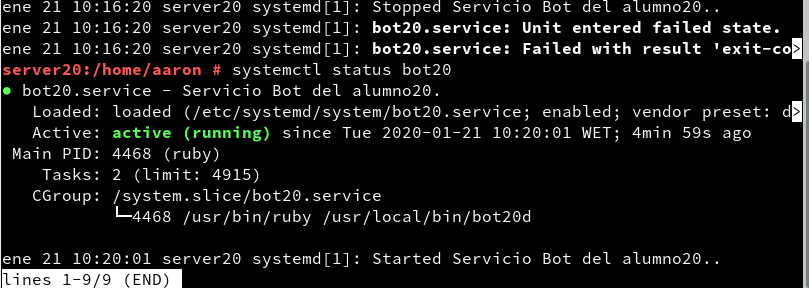 ene 21 10:16:20 server20 systemd[1]: Stopped Servicio Bot del alumno20..
ene 21 10:16:20 server20 systemd[1]: bot20.service: Unit entered failed state.
ene 21 10:16:20 server20 systemd[1]: bot20.service: Failed with result 'exit-co>
server20:/home/aaron # systemctl status bot20
● bot20.service - Servicio Bot del alumno20.
   Loaded: loaded (/etc/systemd/system/bot20.service; enabled; vendor preset: d>
   Active: active (running) since Tue 2020-01-21 10:20:01 WET; 4min 59s ago
 Main PID: 4468 (ruby)
    Tasks: 2 (limit: 4915)
   CGroup: /system.slice/bot20.service
           └─4468 /usr/bin/ruby /usr/local/bin/bot20d

ene 21 10:20:01 server20 systemd[1]: Started Servicio Bot del alumno20..
lines 1-9/9 (END)